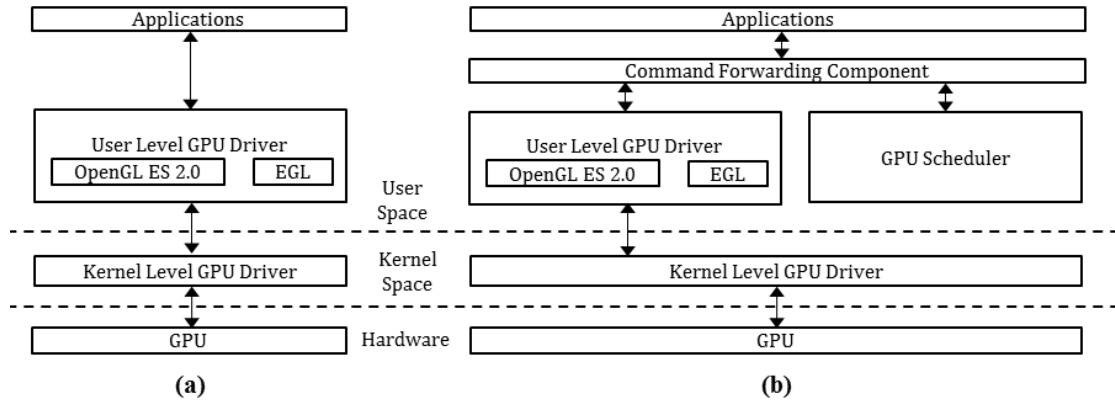 Applications
User Level GPU Driver
OpenGL ES 2.0
EGL
Kernel Level GPU Driver
GPU
(a)
User
Space
Kernel
Space
Hardware
Applications
Command Forwarding Component
User Level GPU Driver
OpenGL ES 2.0
EGL
GPU Scheduler
Kernel Level GPU Driver
GPU
(b)